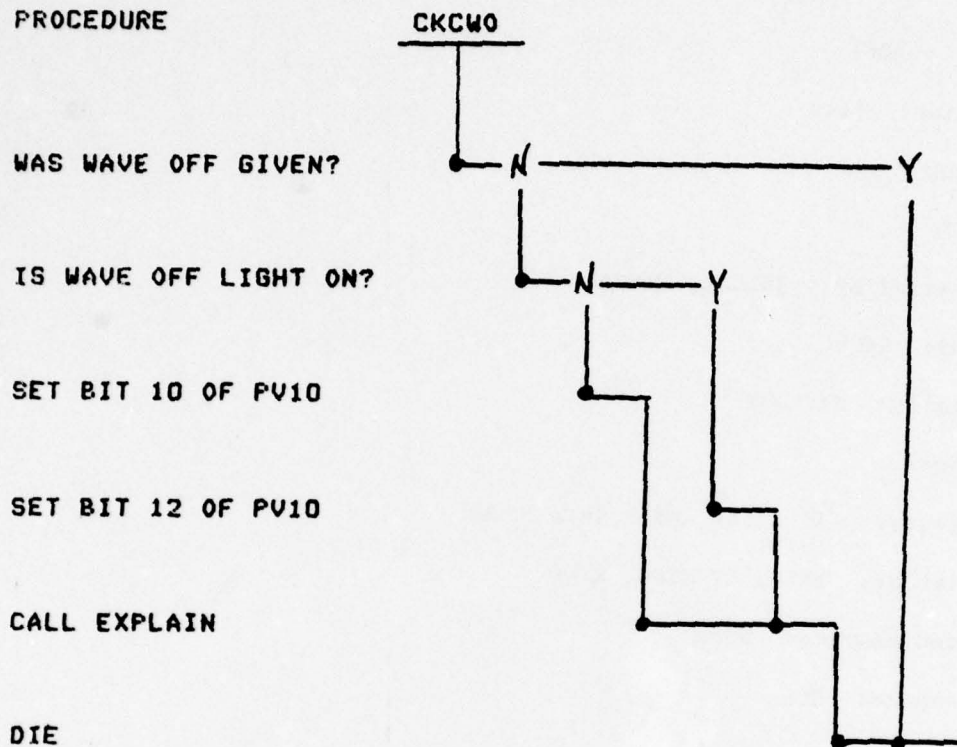 PROCEDURE CKCWO
WAS WAVE OFF GIVEN? N Y
IS WAVE OFF LIGHT ON? N Y
SET BIT 10 OF PV10
SET BIT 12 OF PV10
CALL EXPLAIN
DIE